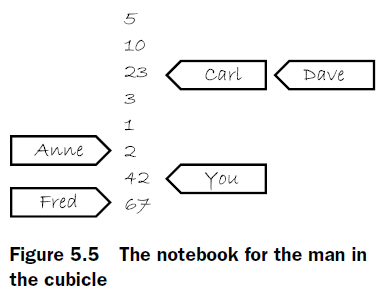 5
10
23 Carl Dave
3
1
Anne 2
42 You
Fred 67
Figure 5.5 The notebook for the man in
the cubicle